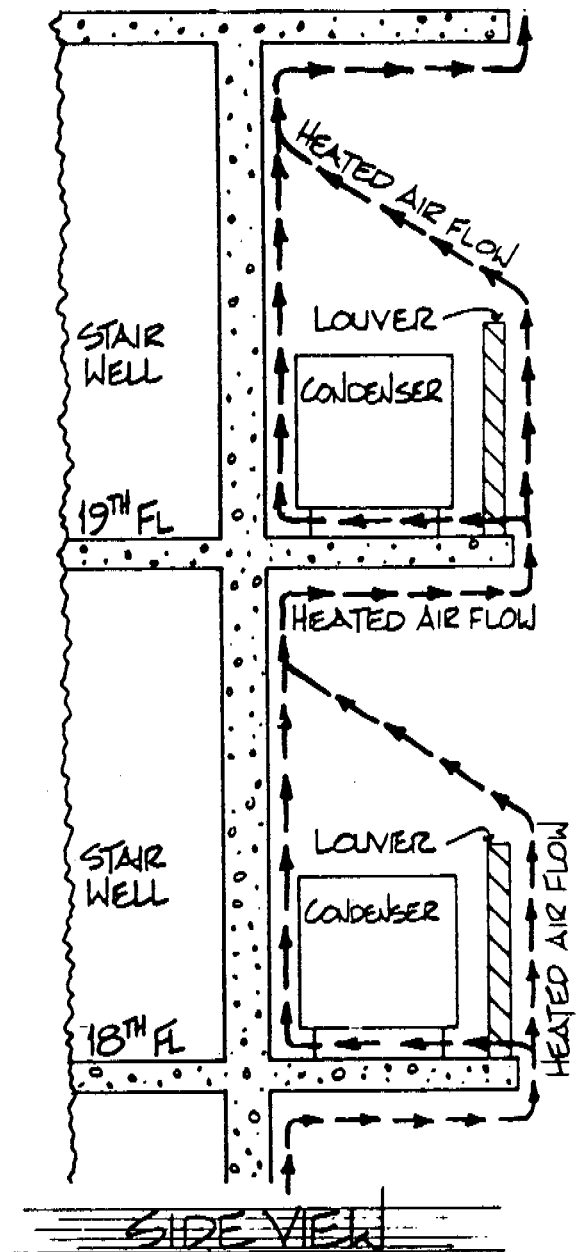 HEATED AIR FLOW
LOUVER
STAIR
WELL
CONDENSER
19TH FL
HEATED AIR FLOW
LOUVER
STAIR
WELL
CONDENSER
HEATED AIR FLOW
18TH FL
SIDE VIEW